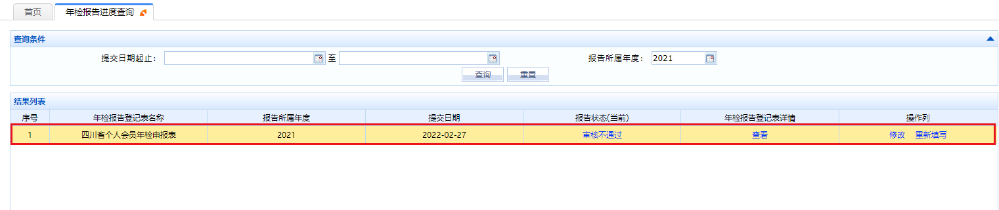 首页 年检报告进度查询
查询条件
提交日期起止： 至 报告所属年度： 2021
查询 重置
结果列表
序号 年检报告登记表名称 报告所属年度 提交日期 报告状态(当前) 年检报告登记表详情 操作列
1 四川省个人会员年检申报表 2021 2022-02-27 审核不通过 查看 修改 重新填写